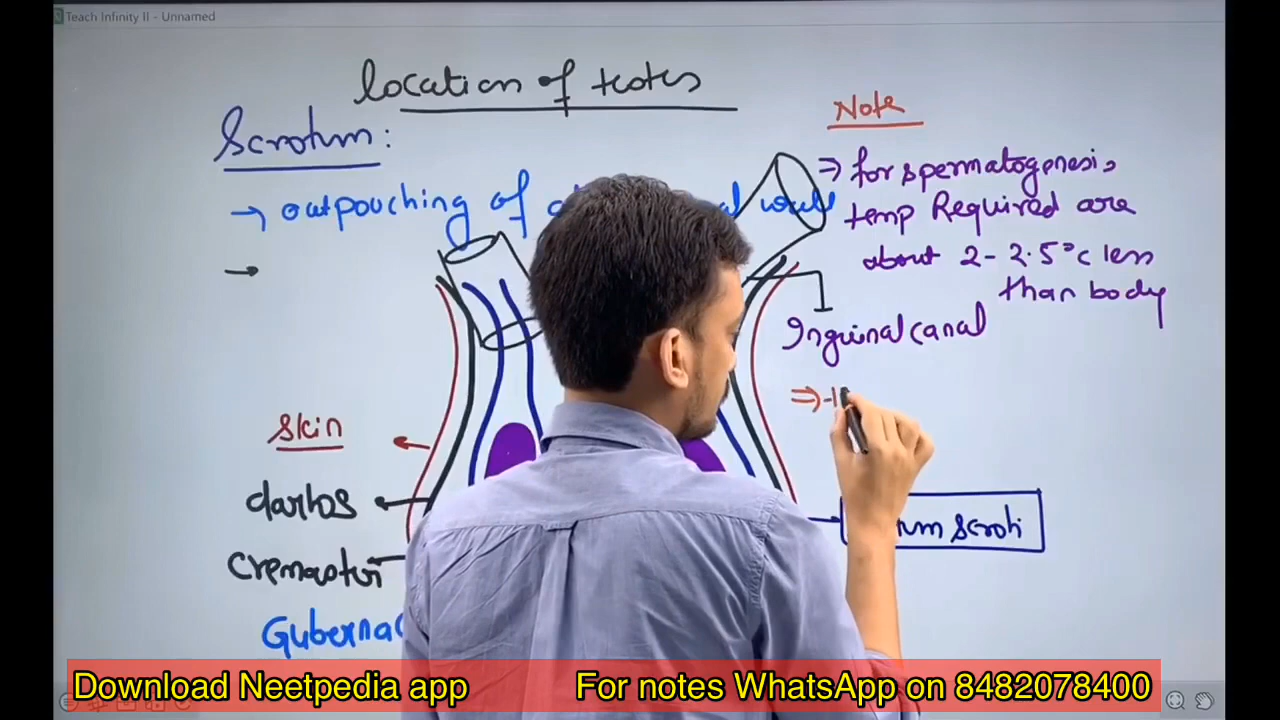 Teach Infinity II - Unnamed
location of testes
Scrotum:
→ outpouching of
wall
Note
⇒ for spermatogenesis
temp Required are
about 2 - 2.5°c less
than body
Inguinal canal
⇒
skin
dartos
cremaster
scroti
Download Neetpedia app
For notes WhatsApp on 8482078400